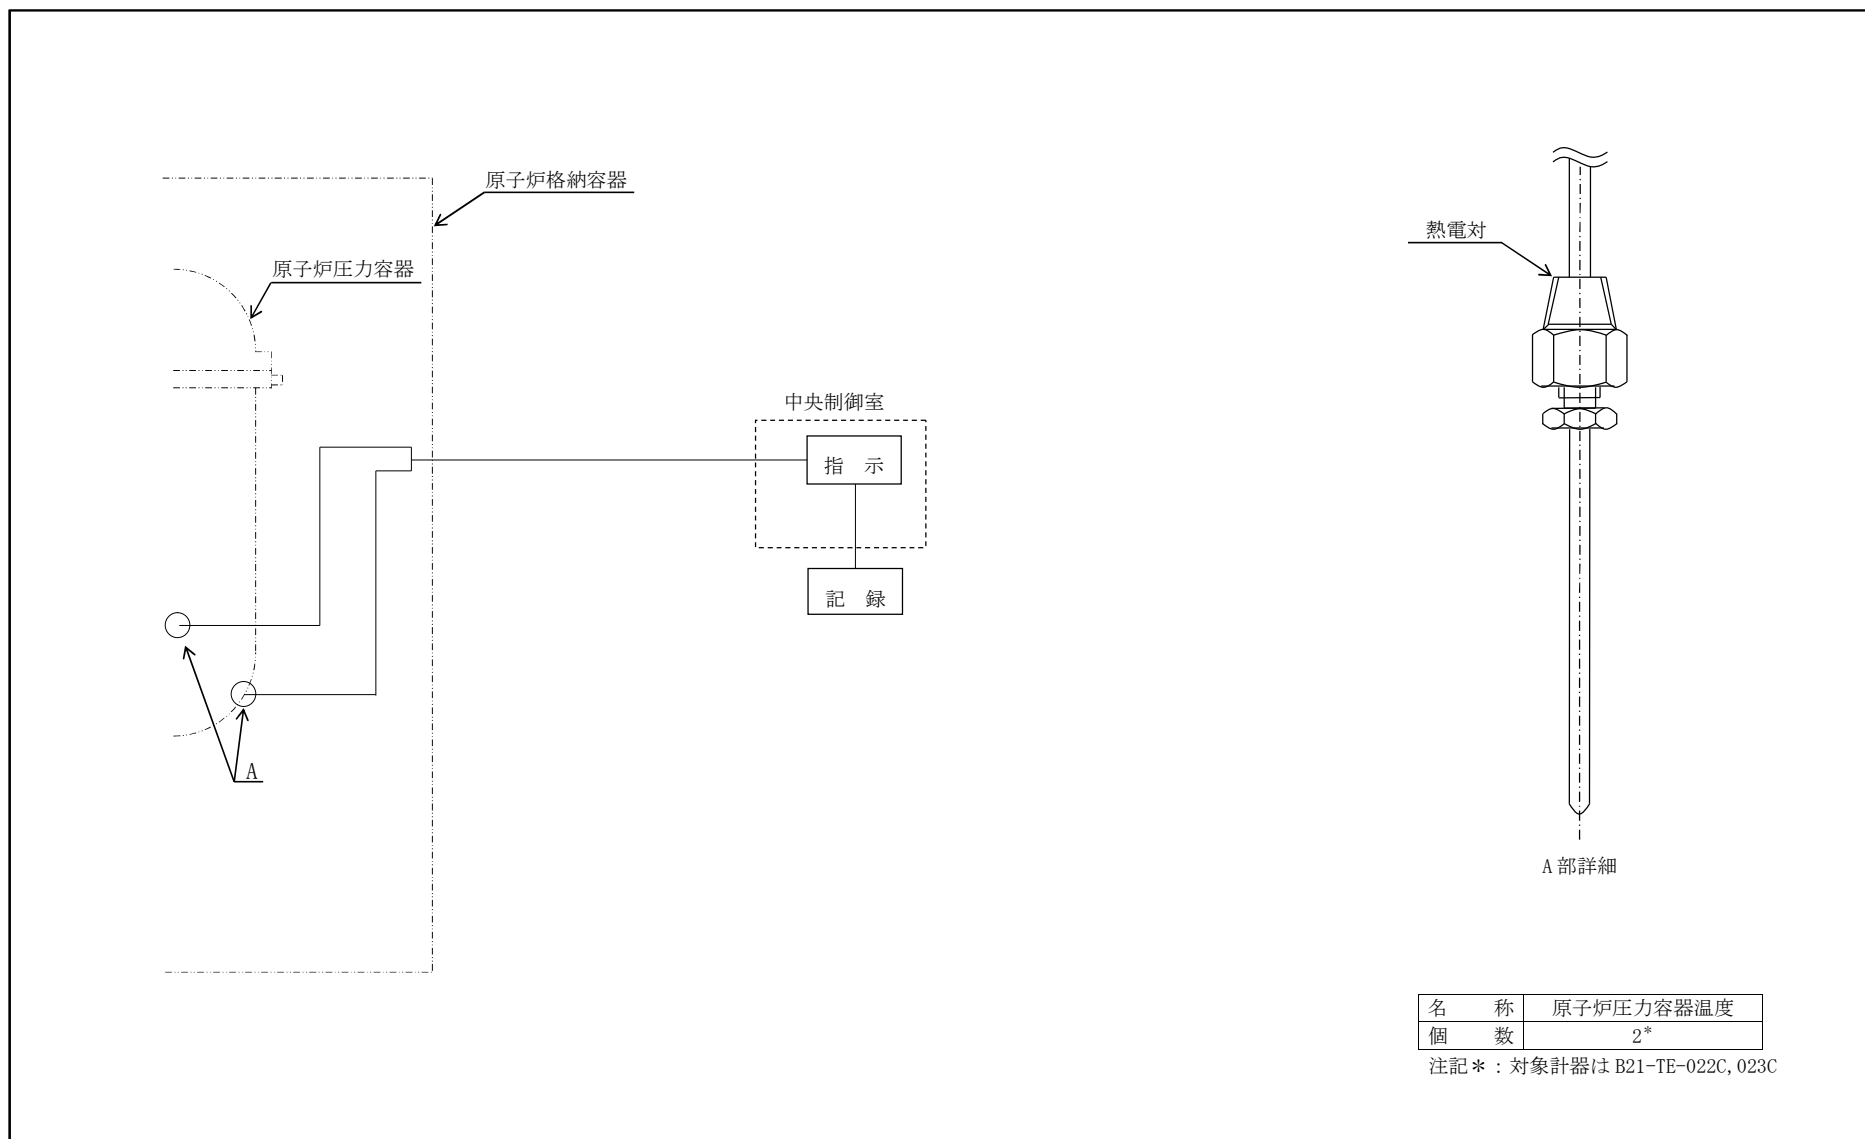 原子炉格納容器
原子炉圧力容器
熱電対
中央制御室
指 示
記 録
A
A部詳細
名 称 原子炉圧力容器温度
個 数 2*
注記*:対象計器はB21-TE-022C,023C